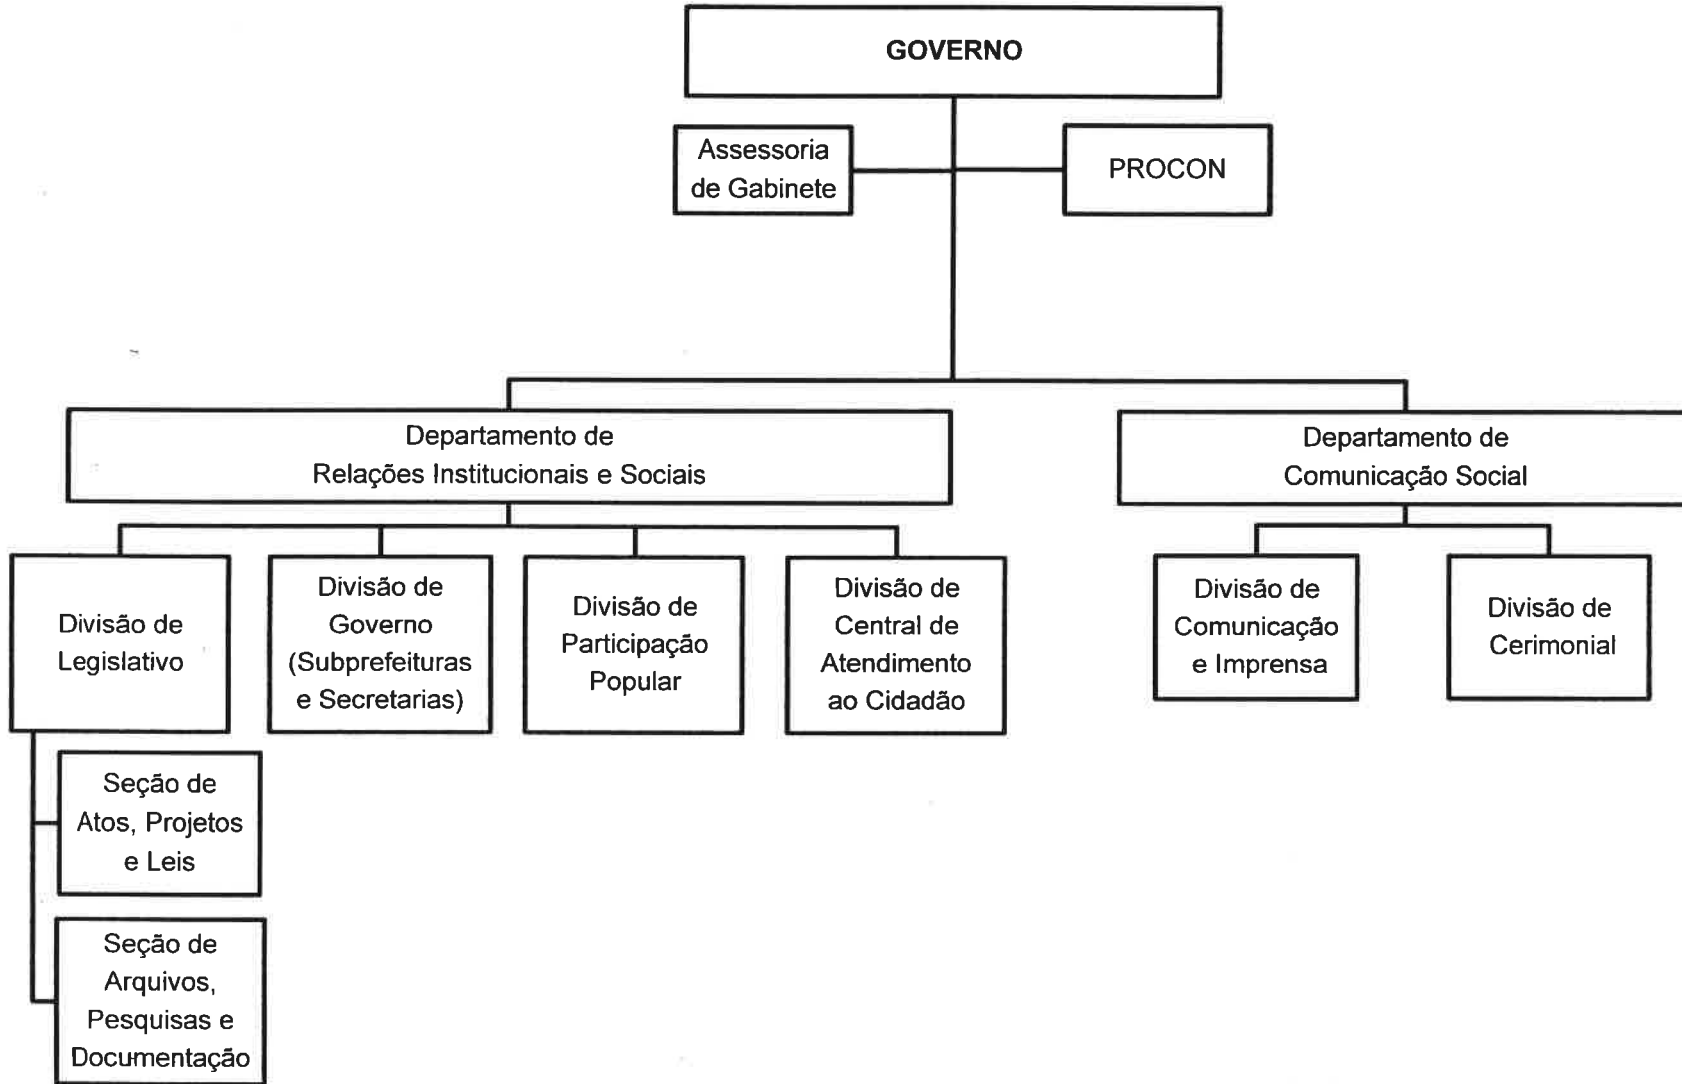 GOVERNO
Assessoria
de Gabinete
PROCON
Departamento de
Relações Institucionais e Sociais
Departamento de
Comunicação Social
Divisão de
Legislativo
Divisão de
Governo
(Subprefeituras
e Secretarias)
Divisão de
Participação
Popular
Divisão de
Central de
Atendimento
ao Cidadão
Divisão de
Comunicação
e Imprensa
Divisão de
Cerimonial
Seção de
Atos, Projetos
e Leis
Seção de
Arquivos,
Pesquisas e
Documentação